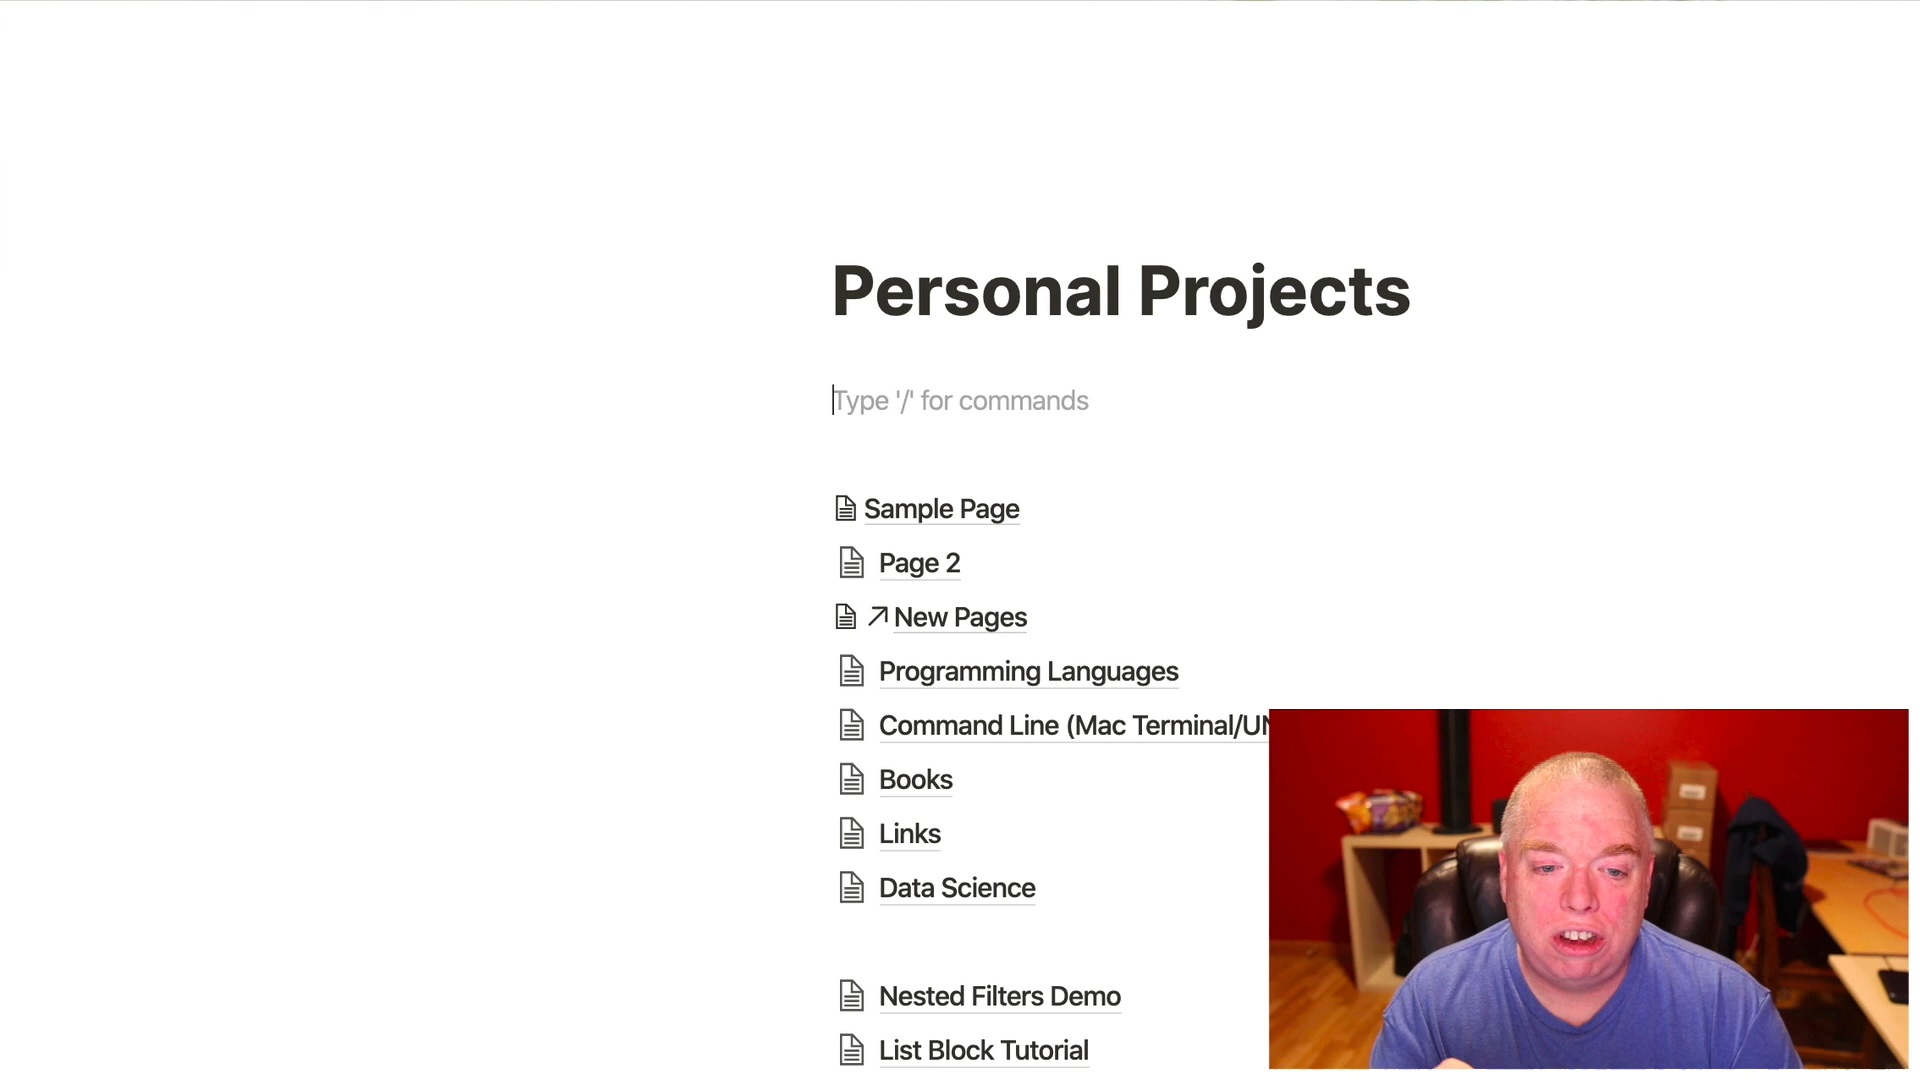 Personal Projects
Type '/' for commands
Sample Page
Page 2
New Pages
Programming Languages
Command Line (Mac Terminal/UN
Books
Links
Data Science
Nested Filters Demo
List Block Tutorial